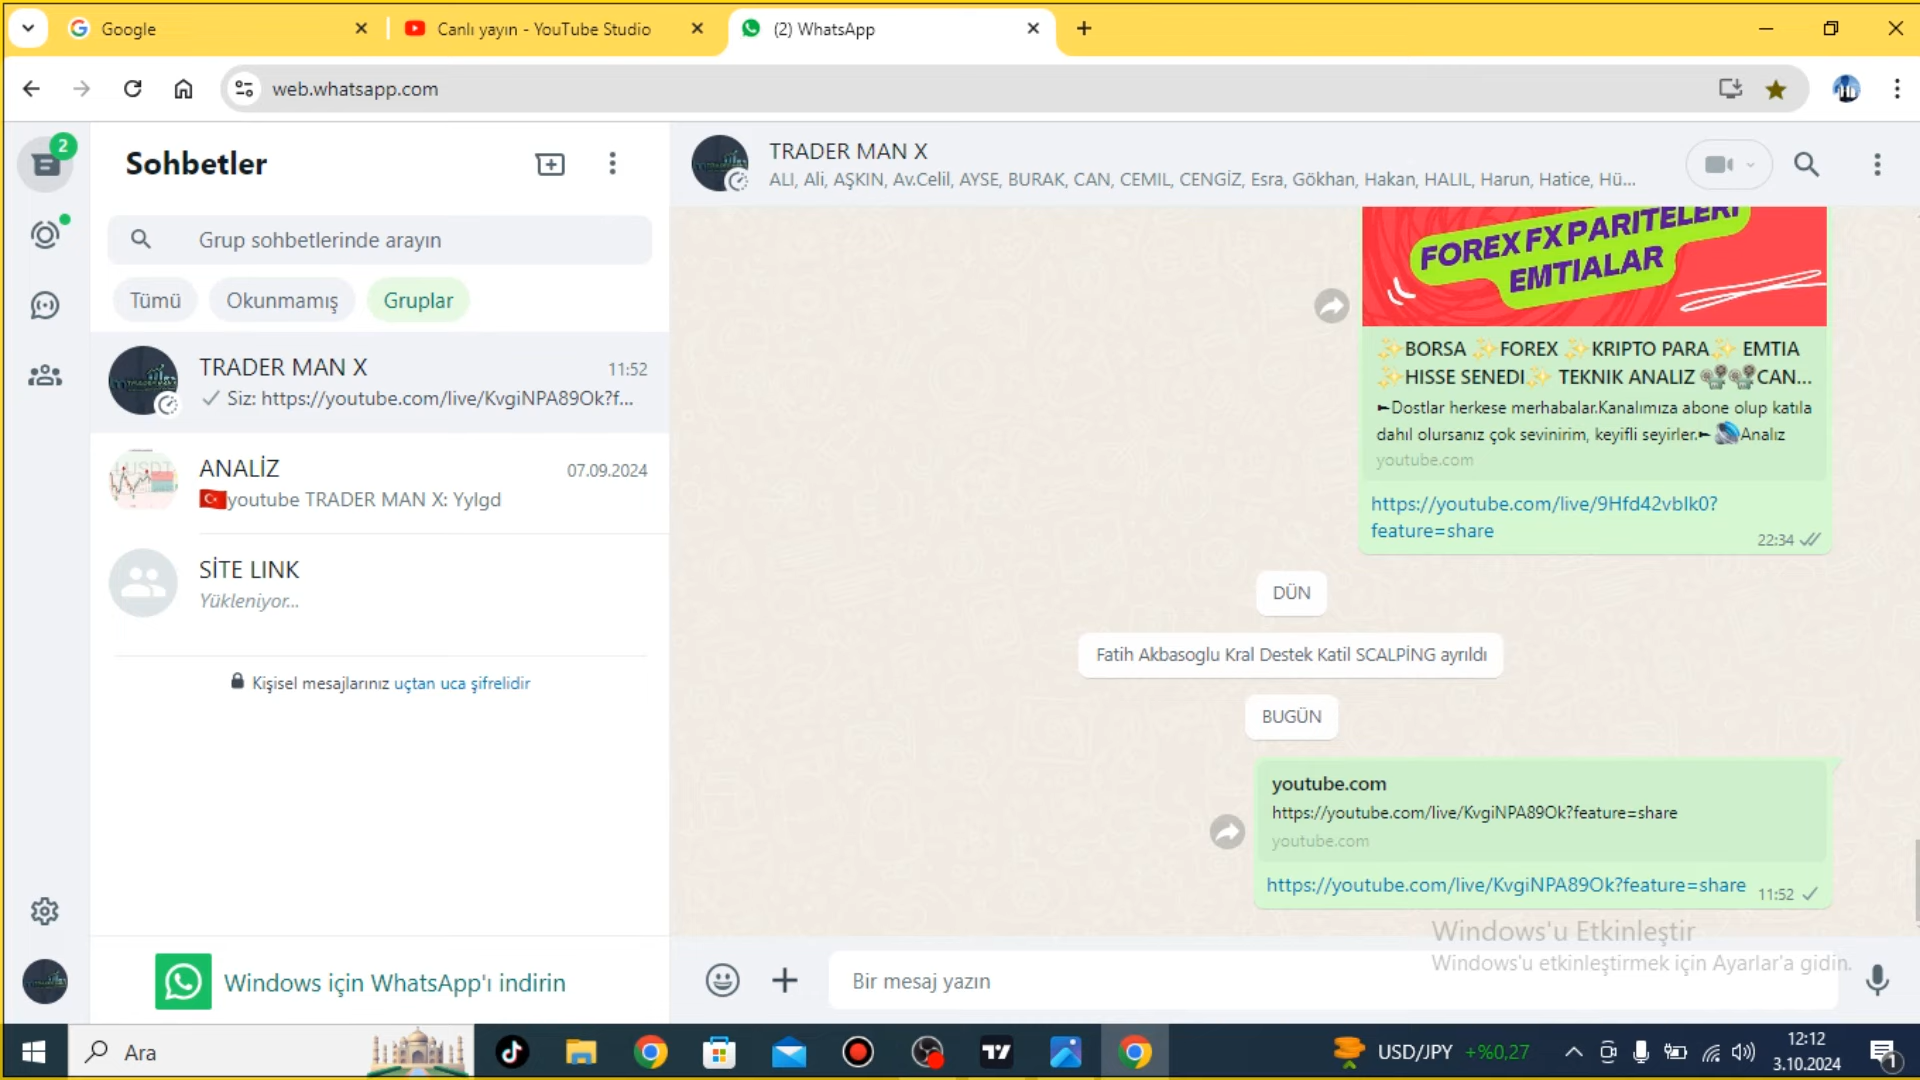 Google
Canlı yayın - YouTube Studio
(2) WhatsApp
web.whatsapp.com
2
Sohbetler
Grup sohbetlerinde arayın
Tümü
Okunmamış
Gruplar
TRADER MAN X
11:52
Siz: https://youtube.com/live/KvgiNPA89Ok?f...
ANALİZ
07.09.2024
youtube TRADER MAN X: Yylgd
SİTE LINK
Yükleniyor...
Kişisel mesajlarınız uçtan uca şifrelidir
Windows için WhatsApp'ı indirin
TRADER MAN X
ALI, Ali, AŞKIN, Av.Celil, AYSE, BURAK, CAN, CEMIL, CENGİZ, Esra, Gökhan, Hakan, HALIL, Harun, Hatice, Hü...
FOREX FX PARITELERI
EMTIALAR
✨BORSA ✨FOREX ✨KRIPTO PARA✨ EMTIA
✨HISSE SENEDI✨ TEKNIK ANALIZ 📽📽CAN...
➼Dostlar herkese merhabalar.Kanalımıza abone olup katıla
dahıl olursanız çok sevinirim, keyifli seyirler.➼ Analız
youtube.com
https://youtube.com/live/9Hfd42vbIk0?
feature=share
22:34
DÜN
Fatih Akbasoglu Kral Destek Katil SCALPİNG ayrıldı
BUGÜN
youtube.com
https://youtube.com/live/KvgiNPA89Ok?feature=share
youtube.com
https://youtube.com/live/KvgiNPA89Ok?feature=share
11:52
Windows'u Etkinleştir
Windows'u etkinleştirmek için Ayarlar'a gidin.
Bir mesaj yazın
Ara
USD/JPY +%0,27
12:12
3.10.2024
1